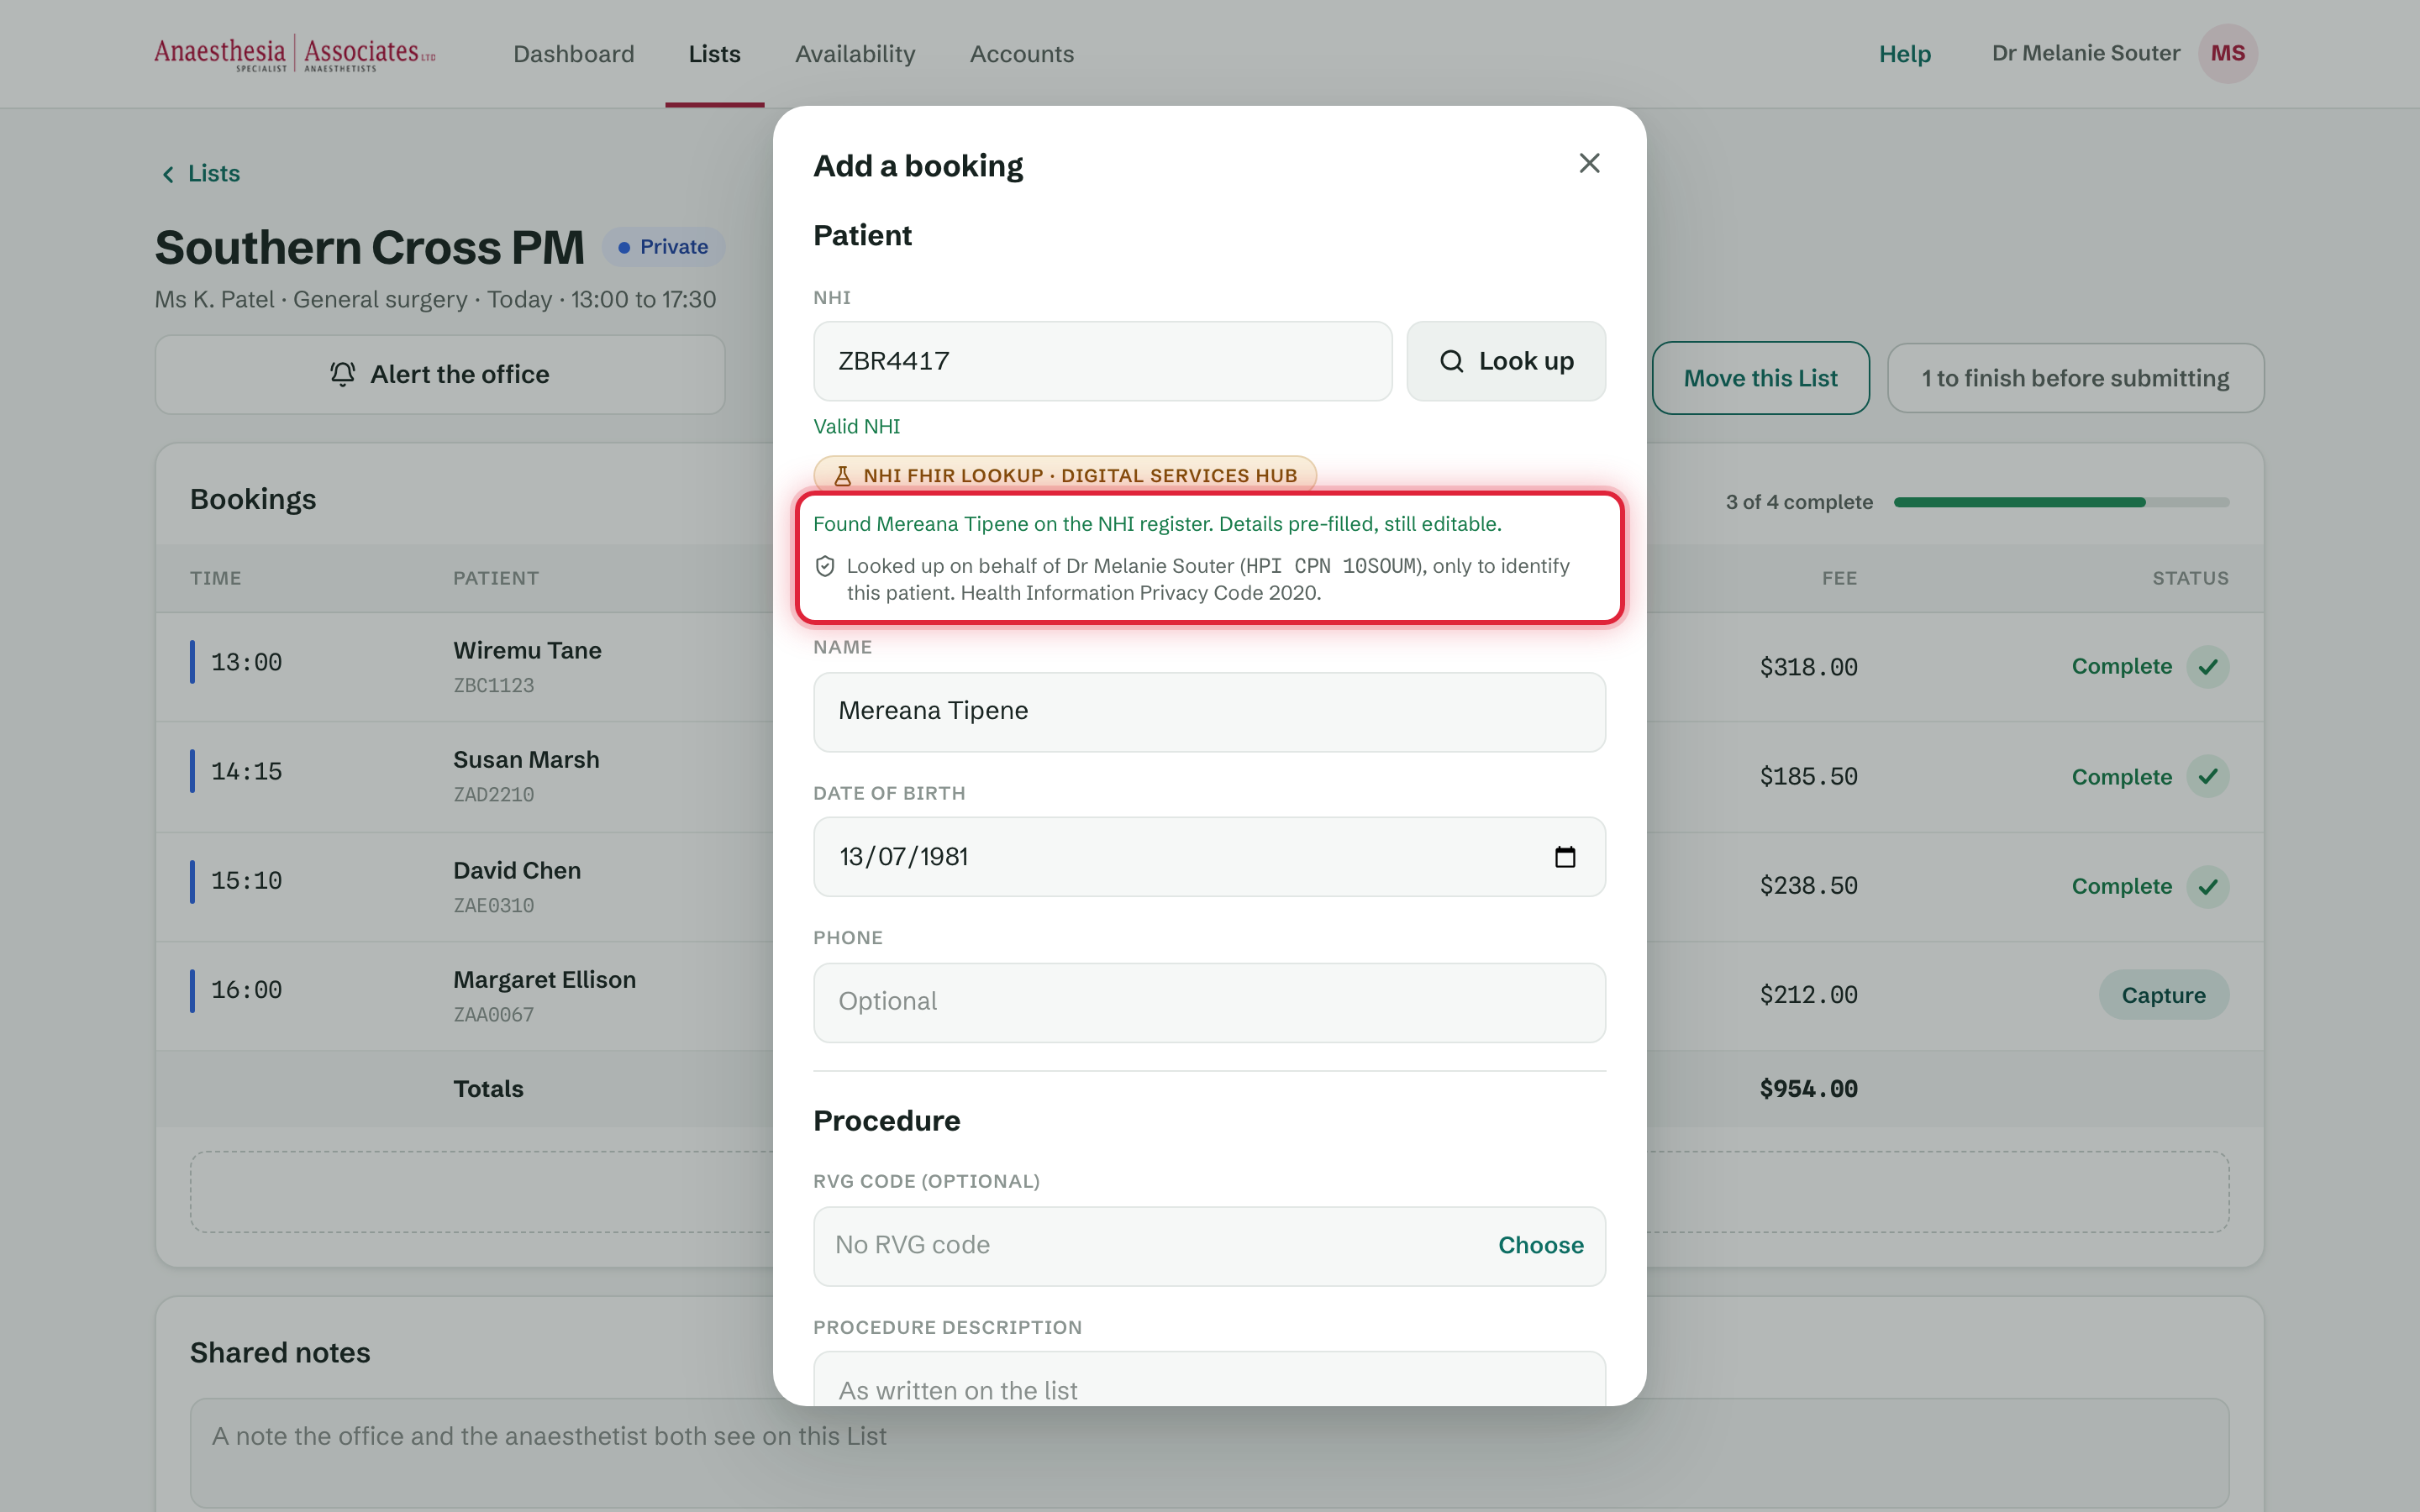 Anaesthesia | Associates LTD
SPECIALIST ANAESTHETISTS
Dashboard
Lists
Availability
Accounts
Help
Dr Melanie Souter
MS
Lists
Southern Cross PM
Private
Ms K. Patel · General surgery · Today · 13:00 to 17:30
Alert the office
Move this List
1 to finish before submitting
Bookings
3 of 4 complete
TIME
PATIENT
FEE
STATUS
13:00
Wiremu Tane
ZBC1123
$318.00
Complete
14:15
Susan Marsh
ZAD2210
$185.50
Complete
15:10
David Chen
ZAE0310
$238.50
Complete
16:00
Margaret Ellison
ZAA0067
$212.00
Capture
Totals
$954.00
Shared notes
A note the office and the anaesthetist both see on this List
Add a booking
Patient
NHI
ZBR4417
Look up
Valid NHI
NHI FHIR LOOKUP · DIGITAL SERVICES HUB
Found Mereana Tipene on the NHI register. Details pre-filled, still editable.
Looked up on behalf of Dr Melanie Souter (HPI CPN 10SOUM), only to identify
this patient. Health Information Privacy Code 2020.
NAME
Mereana Tipene
DATE OF BIRTH
13/07/1981
PHONE
Optional
Procedure
RVG CODE (OPTIONAL)
No RVG code
Choose
PROCEDURE DESCRIPTION
As written on the list